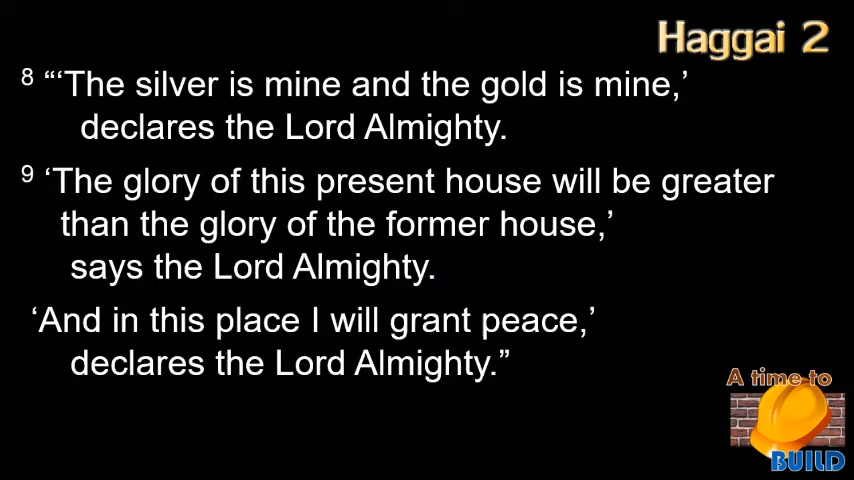 Haggai 2
8 “‘The silver is mine and the gold is mine,’
declares the Lord Almighty.
9 ‘The glory of this present house will be greater
than the glory of the former house,’
says the Lord Almighty.
‘And in this place I will grant peace,’
declares the Lord Almighty.”
A time to
BUILD